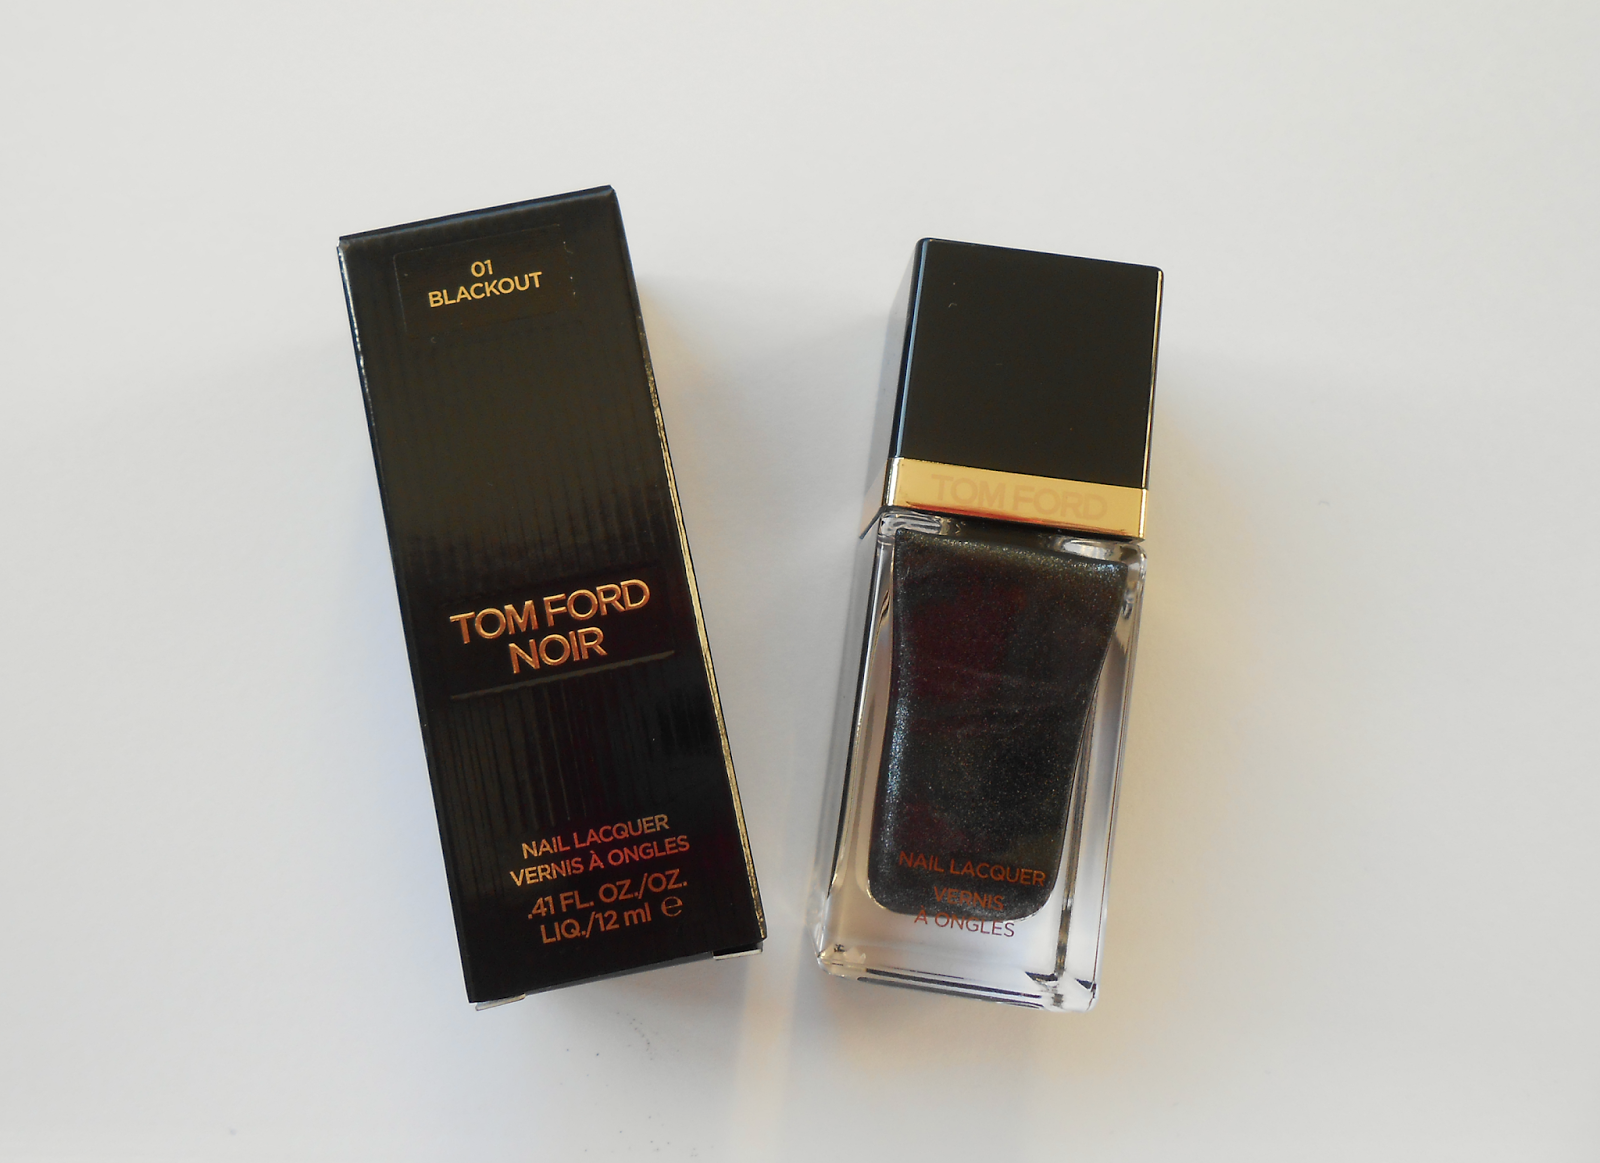 01
BLACKOUT
TOM FORD
NOIR
NAIL LACQUER
VERNIS À ONGLES
.41 FL. OZ./OZ.
LIQ./12 ml ℮
TOM FORD
NAIL LACQUER
VERNIS
À ONGLES